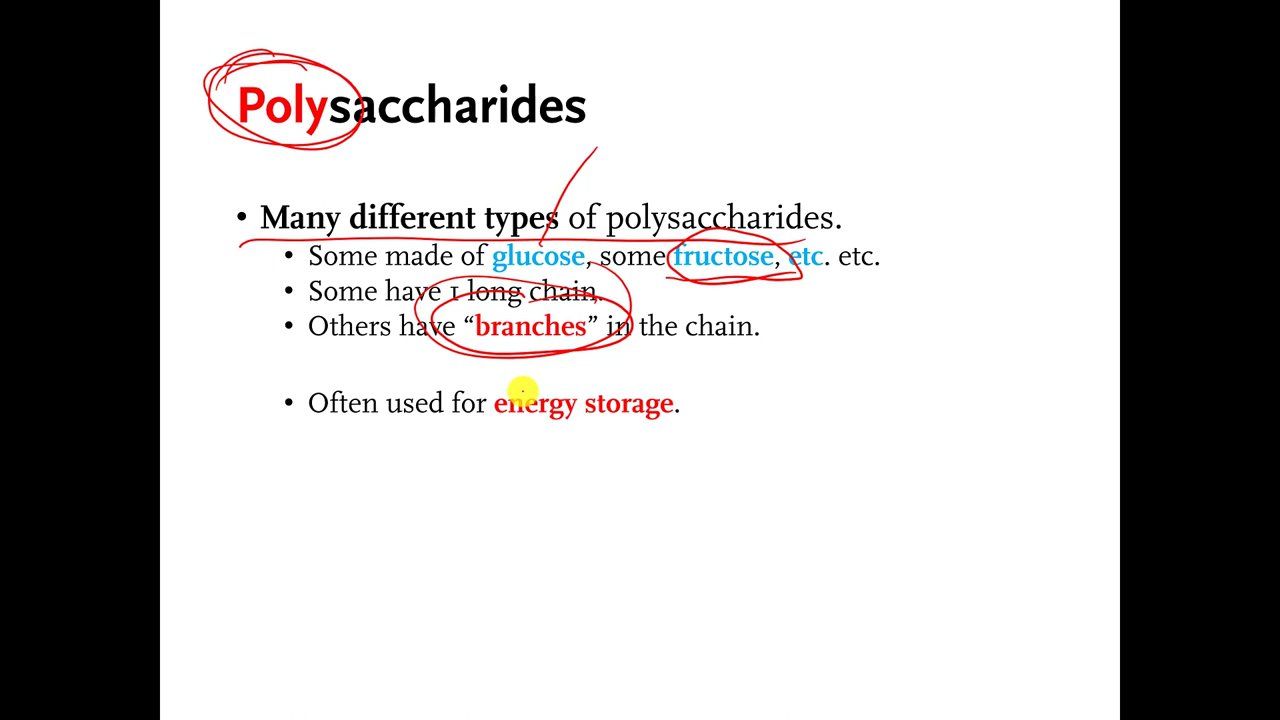 Polysaccharides
• Many different types of polysaccharides.
• Some made of glucose, some fructose, etc. etc.
• Some have 1 long chain.
• Others have “branches” in the chain.
• Often used for energy storage.